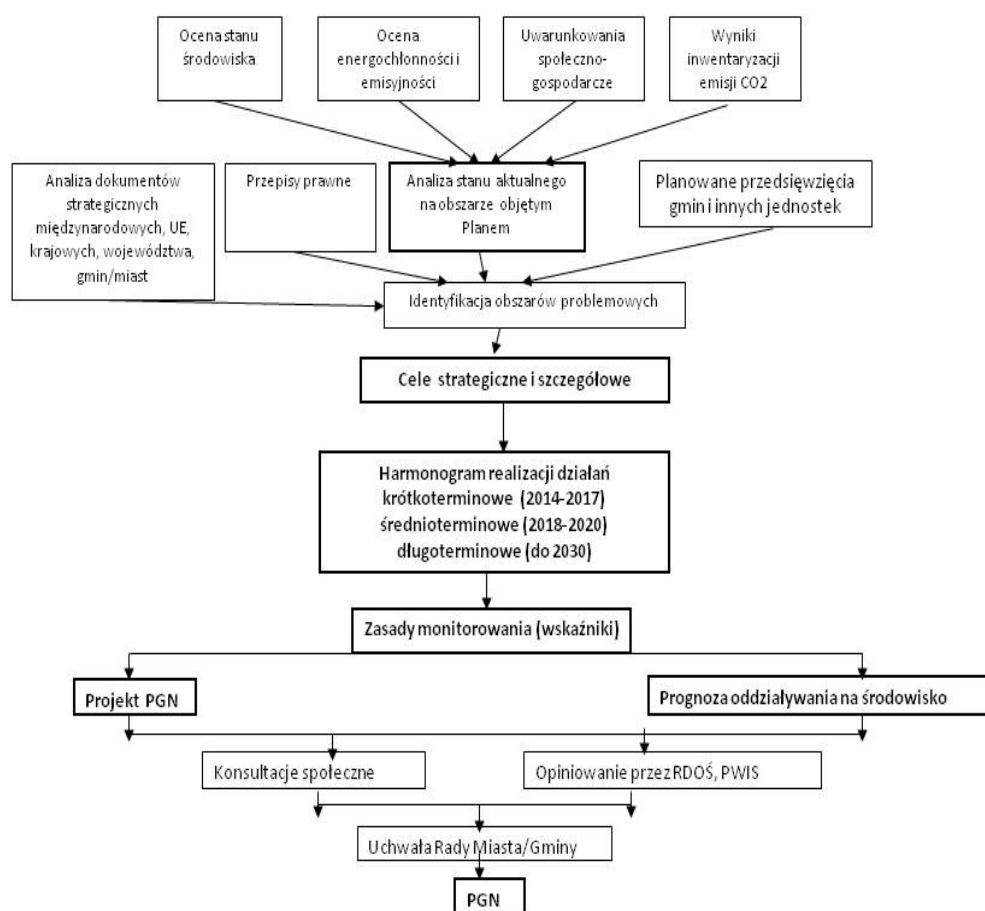 Ocena stanu
środowiska
Ocena
energochłonności i
emisyjności
Uwarunkowania
społeczno-
gospodarcze
Wyniki
inwentaryzacji
emisji CO2
Analiza dokumentów
strategicznych
międzynarodowych, UE,
krajowych, województwa,
gmin/miast
Przepisy prawne
Analiza stanu aktualnego
na obszarze objętym
Planem
Planowane przedsięwzięcia
gmin i innych jednostek
Identyfikacja obszarów problemowych
Cele strategiczne i szczegółowe
Harmonogram realizacji działań
krótkoterminowe (2014-2017)
średnioterminowe (2018-2020)
długoterminowe (do 2030)
Zasady monitorowania (wskaźniki)
Projekt PGN
Prognoza oddziaływania na środowisko
Konsultacje społeczne
Opiniowanie przez RDOŚ, PWIS
Uchwała Rady Miasta/Gminy
PGN